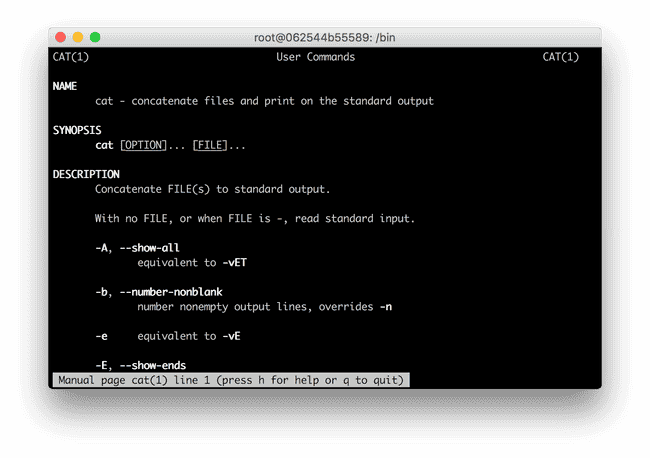 root@062544b55589: /bin
CAT(1) User Commands CAT(1)
NAME
cat - concatenate files and print on the standard output
SYNOPSIS
cat [OPTION]... [FILE]...
DESCRIPTION
Concatenate FILE(s) to standard output.
With no FILE, or when FILE is -, read standard input.
-A, --show-all
equivalent to -vET
-b, --number-nonblank
number nonempty output lines, overrides -n
-e equivalent to -vE
-E, --show-ends
Manual page cat(1) line 1 (press h for help or q to quit)